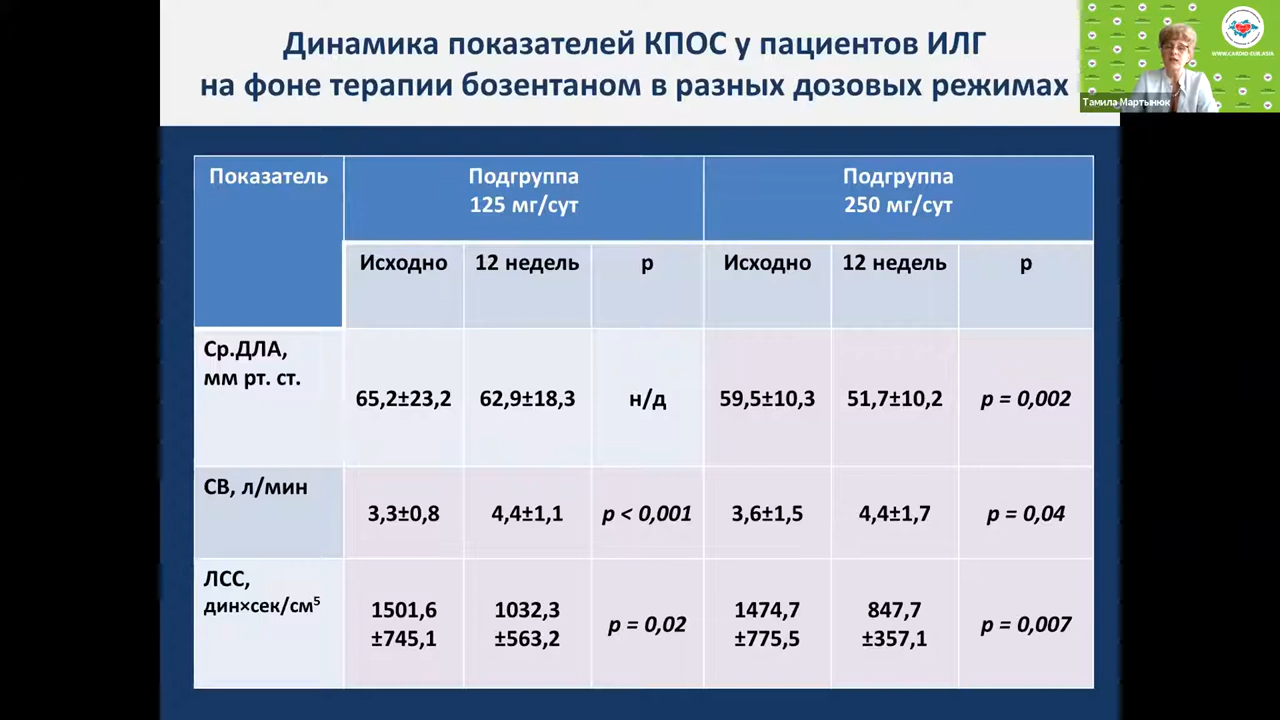 Динамика показателей КПОС у пациентов ИЛГ
на фоне терапии бозентаном в разных дозовых режимах
WWW.CARDIO-EUR.ASIA
Тамила Мартынюк
Показатель
Подгруппа
125 мг/сут
Подгруппа
250 мг/сут
Исходно
12 недель
р
Исходно
12 недель
р
Ср.ДЛА,
мм рт. ст.
65,2±23,2
62,9±18,3
н/д
59,5±10,3
51,7±10,2
р = 0,002
СВ, л/мин
3,3±0,8
4,4±1,1
р < 0,001
3,6±1,5
4,4±1,7
р = 0,04
ЛСС,
дин×сек/см⁵
1501,6
±745,1
1032,3
±563,2
р = 0,02
1474,7
±775,5
847,7
±357,1
р = 0,007